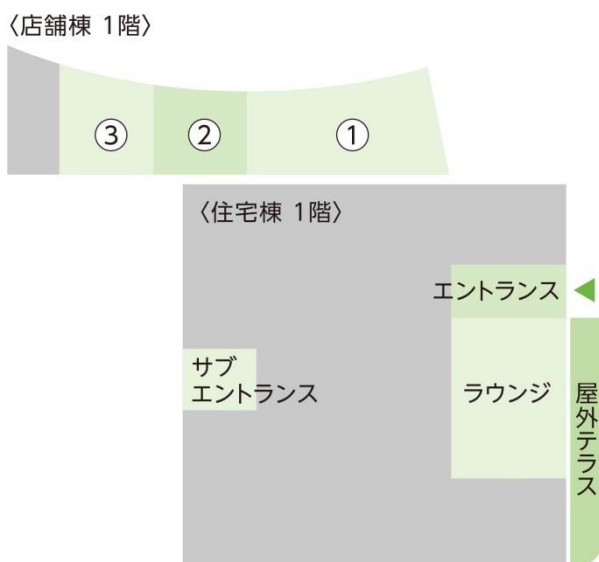 〈店舗棟 1階〉
③
②
①
〈住宅棟 1階〉
エントランス
サブ
エントランス
ラウンジ
屋外テラス